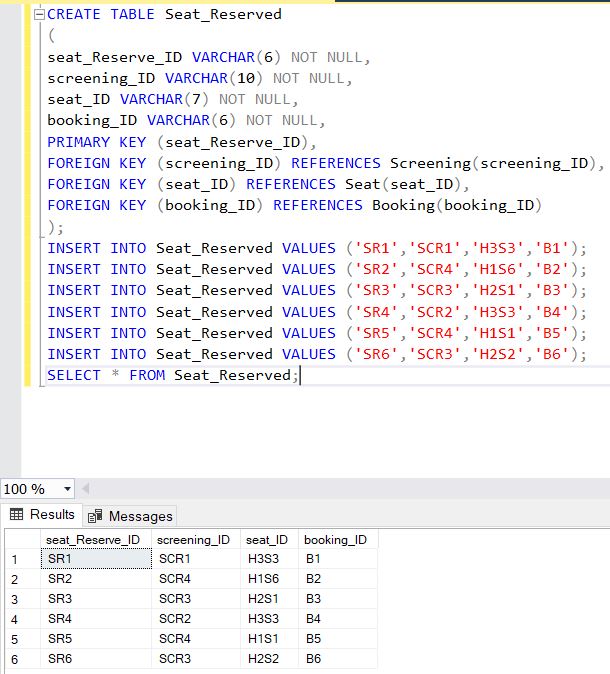 CREATE TABLE Seat_Reserved
(
seat_Reserve_ID VARCHAR(6) NOT NULL,
screening_ID VARCHAR(10) NOT NULL,
seat_ID VARCHAR(7) NOT NULL,
booking_ID VARCHAR(6) NOT NULL,
PRIMARY KEY (seat_Reserve_ID),
FOREIGN KEY (screening_ID) REFERENCES Screening(screening_ID),
FOREIGN KEY (seat_ID) REFERENCES Seat(seat_ID),
FOREIGN KEY (booking_ID) REFERENCES Booking(booking_ID)
);
INSERT INTO Seat_Reserved VALUES ('SR1','SCR1','H3S3','B1');
INSERT INTO Seat_Reserved VALUES ('SR2','SCR4','H1S6','B2');
INSERT INTO Seat_Reserved VALUES ('SR3','SCR3','H2S1','B3');
INSERT INTO Seat_Reserved VALUES ('SR4','SCR2','H3S3','B4');
INSERT INTO Seat_Reserved VALUES ('SR5','SCR4','H1S1','B5');
INSERT INTO Seat_Reserved VALUES ('SR6','SCR3','H2S2','B6');
SELECT * FROM Seat_Reserved;
100 %
Results Messages
seat_Reserve_ID screening_ID seat_ID booking_ID
1 SR1 SCR1 H3S3 B1
2 SR2 SCR4 H1S6 B2
3 SR3 SCR3 H2S1 B3
4 SR4 SCR2 H3S3 B4
5 SR5 SCR4 H1S1 B5
6 SR6 SCR3 H2S2 B6